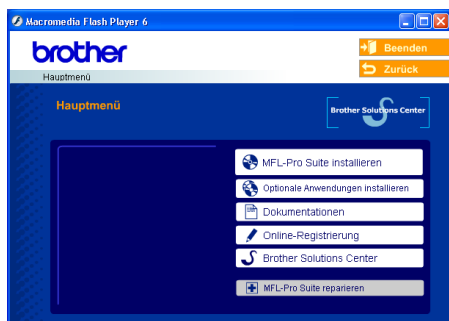 Macromedia Flash Player 6
brother
Beenden
Zurück
Hauptmenü
Hauptmenü
Brother Solutions Center
MFL-Pro Suite installieren
Optionale Anwendungen installieren
Dokumentationen
Online-Registrierung
Brother Solutions Center
MFL-Pro Suite reparieren